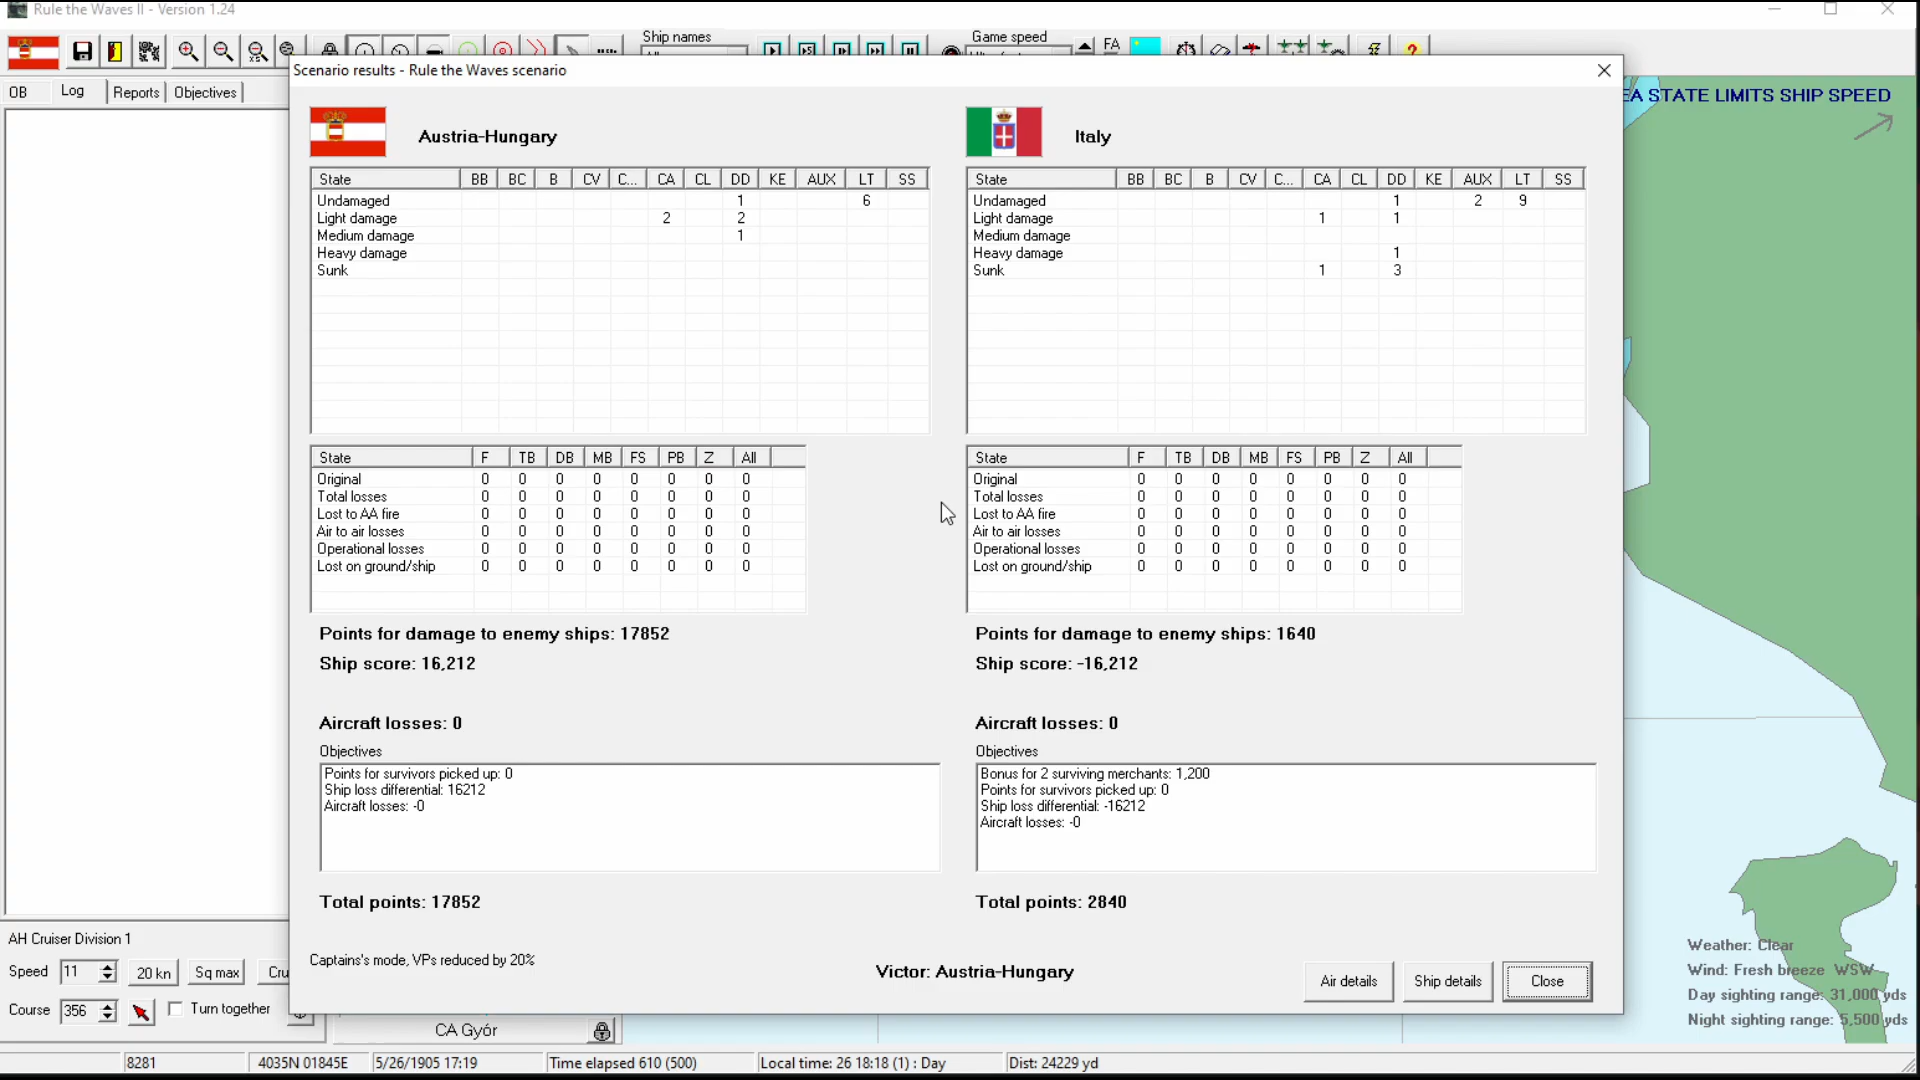 Rule the Waves II - Version 1.24
Ship names
Game speed
FA
OB
Log
Reports
Objectives
Scenario results - Rule the Waves scenario
EA STATE LIMITS SHIP SPEED
Austria-Hungary
Italy
State BB BC B CV C... CA CL DD KE AUX LT SS
Undamaged 1 6
Light damage 2 2
Medium damage 1
Heavy damage
Sunk
State BB BC B CV C... CA CL DD KE AUX LT SS
Undamaged 1 2 9
Light damage 1 1
Medium damage
Heavy damage 1
Sunk 1 3
State F TB DB MB FS PB Z All
Original 0 0 0 0 0 0 0 0
Total losses 0 0 0 0 0 0 0 0
Lost to AA fire 0 0 0 0 0 0 0 0
Air to air losses 0 0 0 0 0 0 0 0
Operational losses 0 0 0 0 0 0 0 0
Lost on ground/ship 0 0 0 0 0 0 0 0
State F TB DB MB FS PB Z All
Original 0 0 0 0 0 0 0 0
Total losses 0 0 0 0 0 0 0 0
Lost to AA fire 0 0 0 0 0 0 0 0
Air to air losses 0 0 0 0 0 0 0 0
Operational losses 0 0 0 0 0 0 0 0
Lost on ground/ship 0 0 0 0 0 0 0 0
Points for damage to enemy ships: 17852
Ship score: 16,212
Aircraft losses: 0
Objectives
Points for survivors picked up: 0
Ship loss differential: 16212
Aircraft losses: -0
Total points: 17852
Points for damage to enemy ships: 1640
Ship score: -16,212
Aircraft losses: 0
Objectives
Bonus for 2 surviving merchants: 1,200
Points for survivors picked up: 0
Ship loss differential: -16212
Aircraft losses: -0
Total points: 2840
Captains's mode, VPs reduced by 20%
Victor: Austria-Hungary
Air details
Ship details
Close
AH Cruiser Division 1
Speed 11 20 kn Sq max Cru
Course 356 Turn together
CA Gyór
Weather: Clear
Wind: Fresh breeze WSW
Day sighting range: 31,000 yds
Night sighting range: 5,500 yds
8281 4035N 01845E 5/26/1905 17:19 Time elapsed 610 (500) Local time: 26 18:18 (1) : Day Dist: 24229 yd